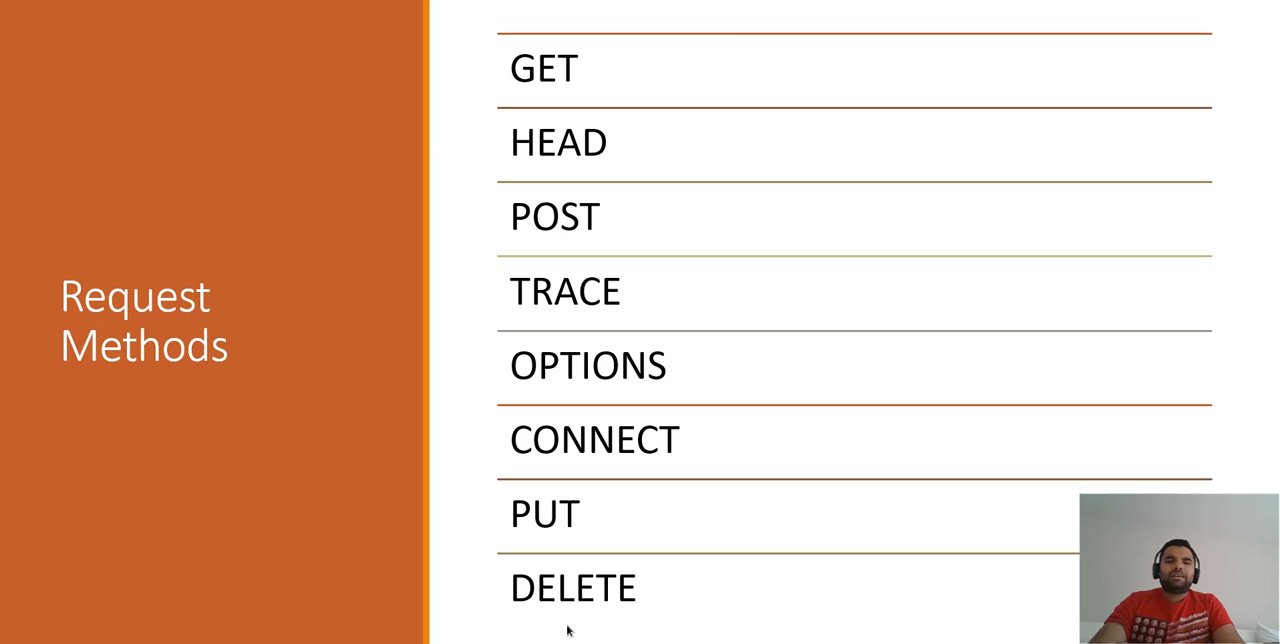 Request
Methods
GET
HEAD
POST
TRACE
OPTIONS
CONNECT
PUT
DELETE